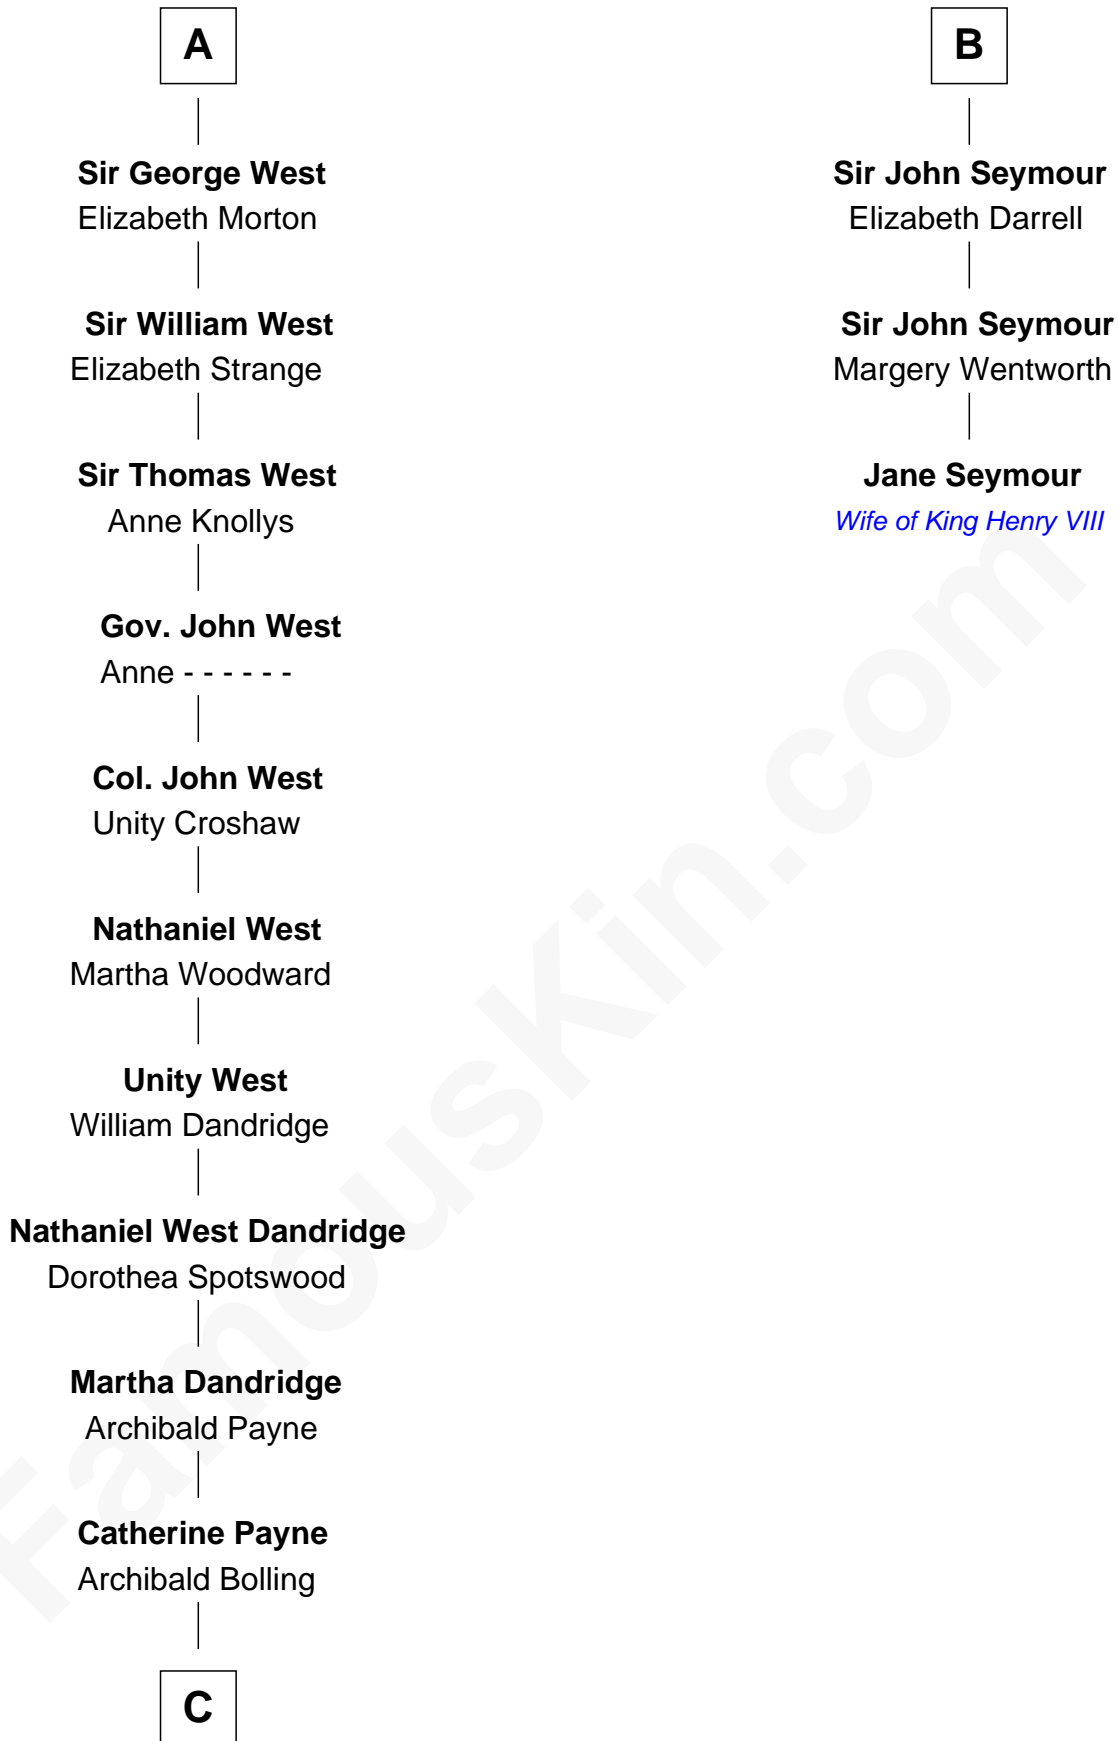 A
Sir George West
Elizabeth Morton
Sir William West
Elizabeth Strange
Sir Thomas West
Anne Knollys
Gov. John West
Anne - - - - - -
Col. John West
Unity Croshaw
Nathaniel West
Martha Woodward
Unity West
William Dandridge
Nathaniel West Dandridge
Dorothea Spotswood
Martha Dandridge
Archibald Payne
Catherine Payne
Archibald Bolling
C
B
Sir John Seymour
Elizabeth Darrell
Sir John Seymour
Margery Wentworth
Jane Seymour
Wife of King Henry VIII
FamousKin.com